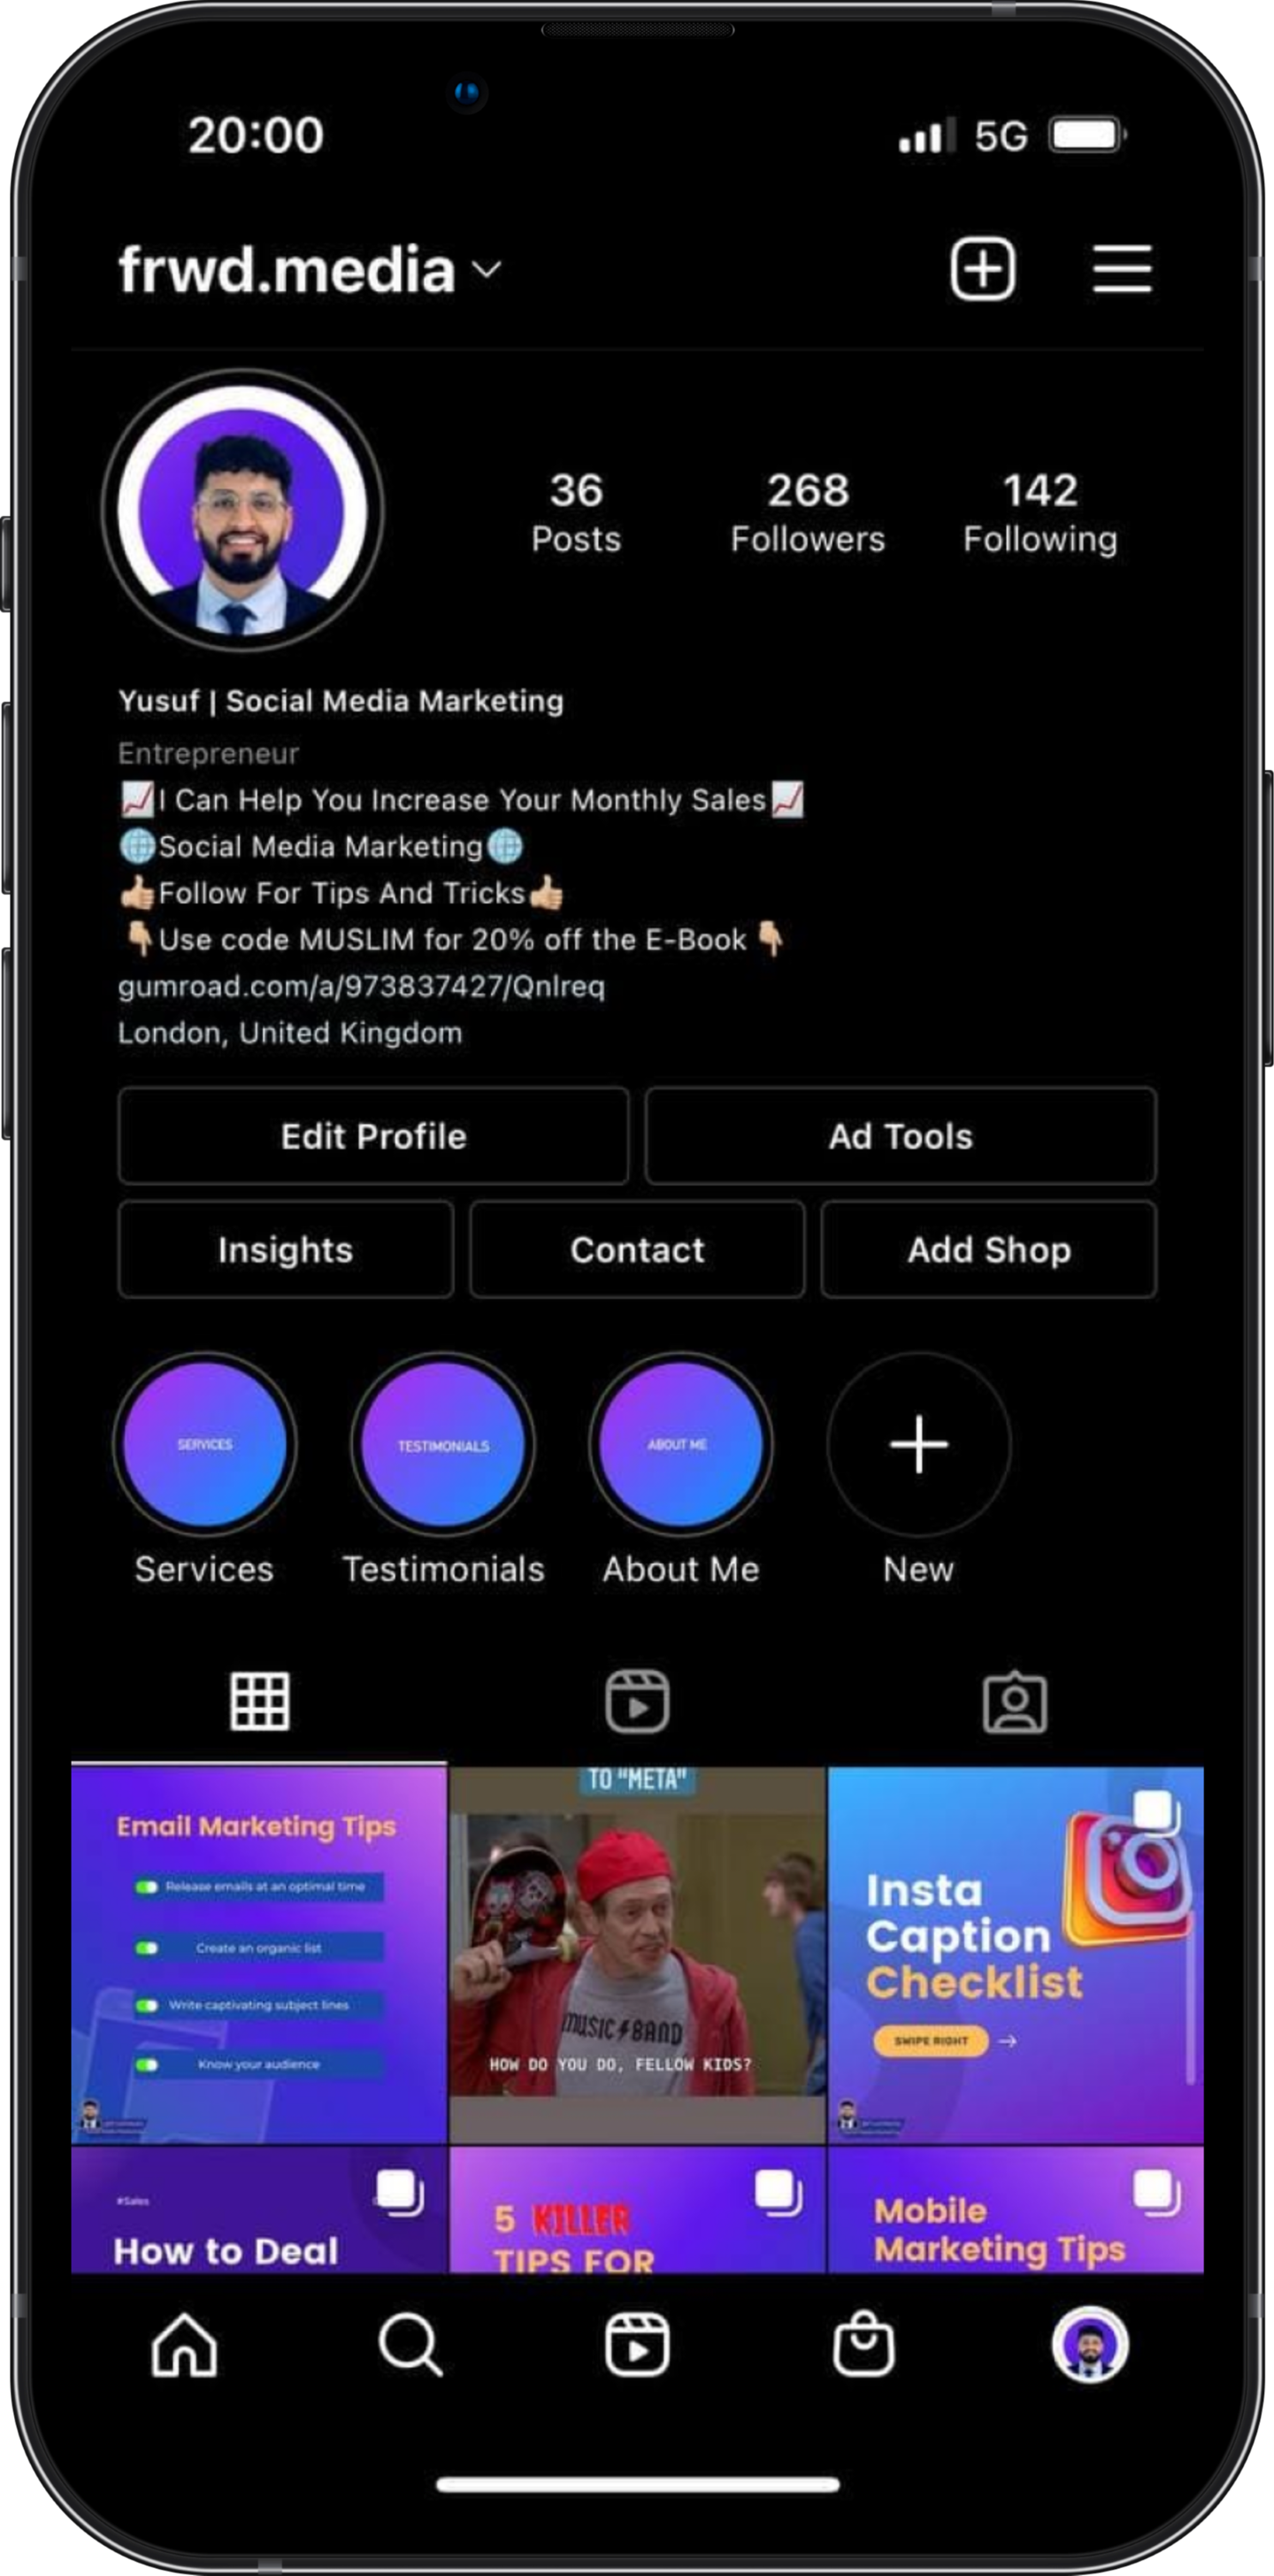 20:00 5G
frwd.media
36 268 142
Posts Followers Following
Yusuf | Social Media Marketing
Entrepreneur
📈I Can Help You Increase Your Monthly Sales📈
🌐Social Media Marketing🌐
👍🏼Follow For Tips And Tricks👍🏼
👇🏼Use code MUSLIM for 20% off the E-Book 👇🏼
London, United Kingdom
Edit Profile Ad Tools
Insights Contact Add Shop
SERVICES TESTIMONIALS ABOUT ME
Services Testimonials About Me New
Email Marketing Tips
Release emails at an optimal time
Create an organic list
Write captivating subject lines
Know your audience
TO "META"
MUSIC BAND
HOW DO YOU DO, FELLOW KIDS?
Insta
Caption
Checklist
SWIPE RIGHT →
#Sales
How to Deal
5 KILLER
TIPS FOR
Mobile
Marketing Tips